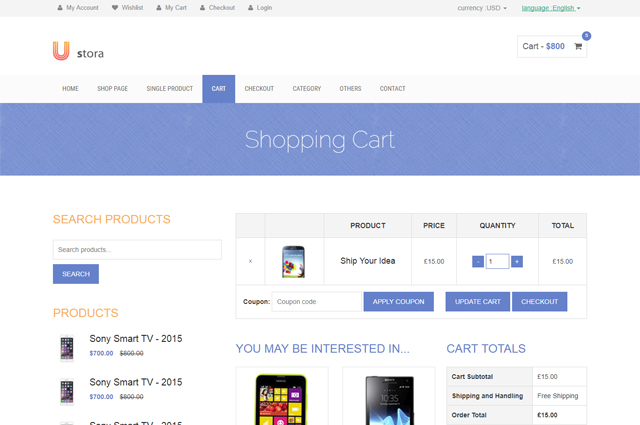 My Account Wishlist My Cart Checkout Login currency :USD language :English
U stora
Cart - $800 5
HOME SHOP PAGE SINGLE PRODUCT CART CHECKOUT CATEGORY OTHERS CONTACT
Shopping Cart
SEARCH PRODUCTS
Search products...
SEARCH
PRODUCTS
Sony Smart TV - 2015
$700.00 $800.00
Sony Smart TV - 2015
$700.00 $800.00
Sony Smart TV - 2015
PRODUCT PRICE QUANTITY TOTAL
x Ship Your Idea £15.00 - 1 + £15.00
Coupon: Coupon code APPLY COUPON UPDATE CART CHECKOUT
YOU MAY BE INTERESTED IN...
SONY
CART TOTALS
Cart Subtotal £15.00
Shipping and Handling Free Shipping
Order Total £15.00